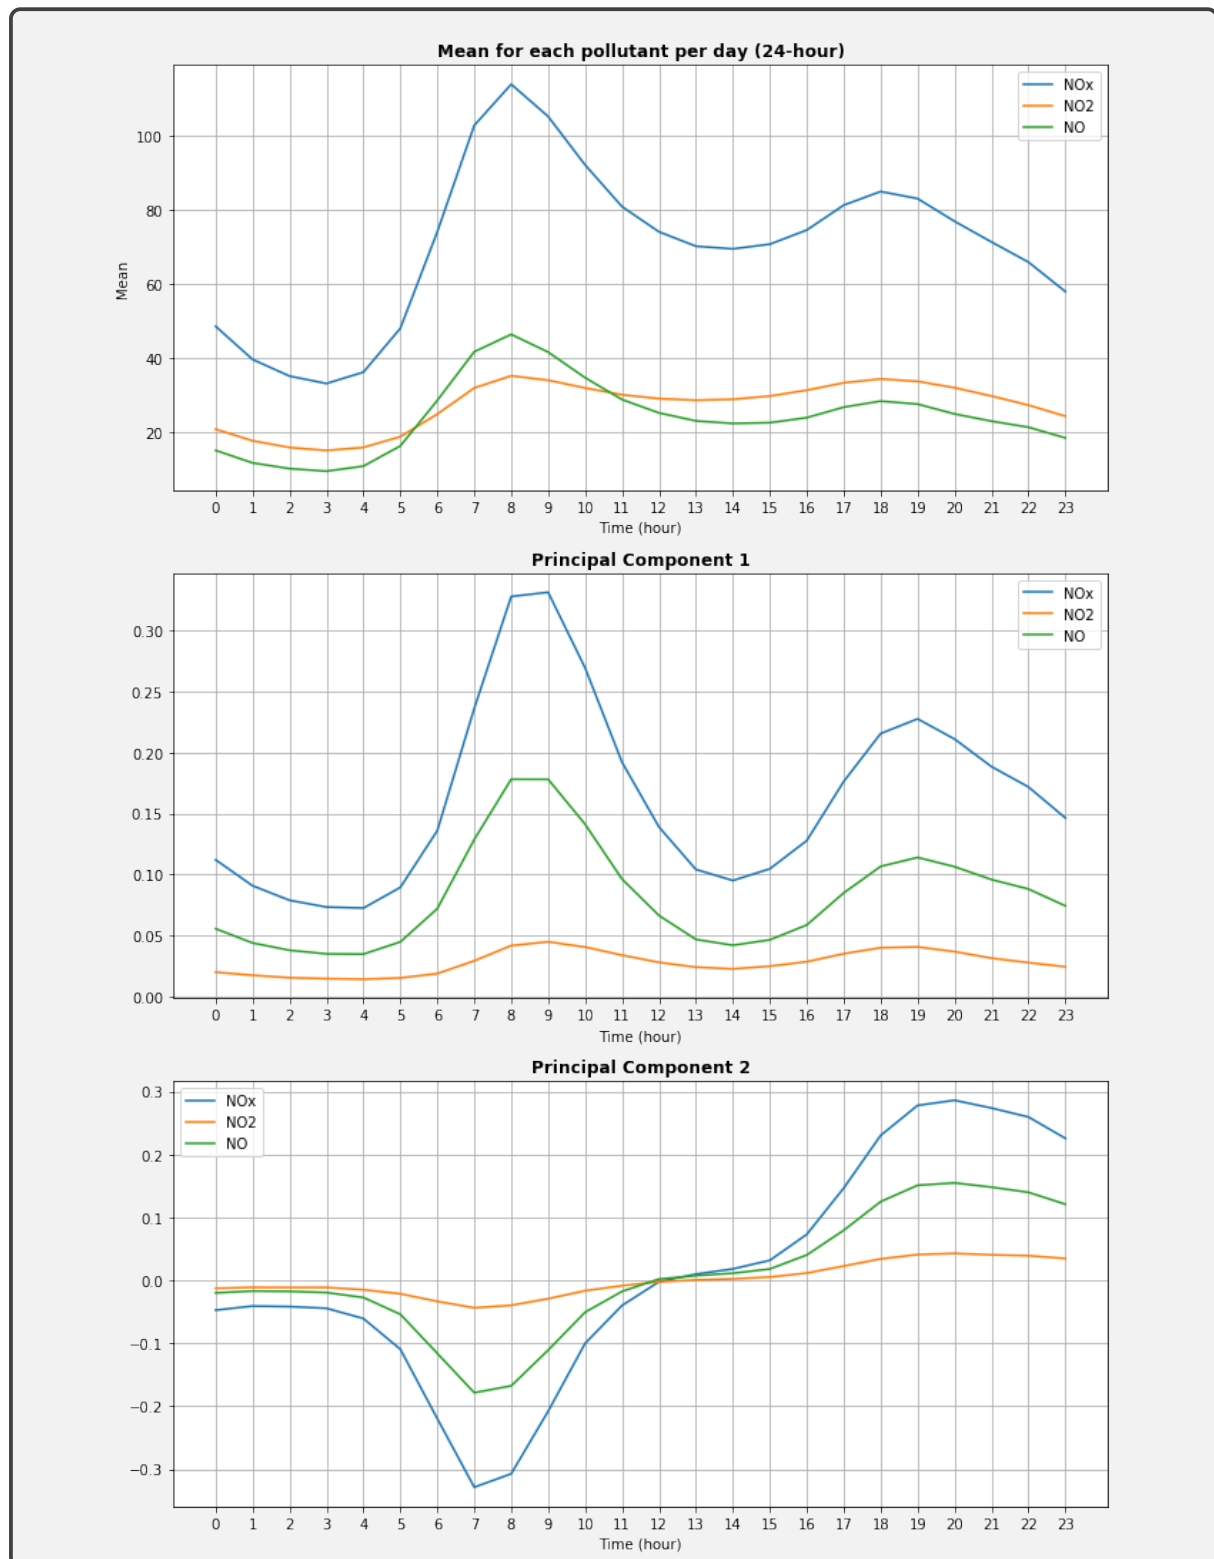 Mean for each pollutant per day (24-hour)
NOx
NO2
NO
100
80
60
40
20
Mean
0 1 2 3 4 5 6 7 8 9 10 11 12 13 14 15 16 17 18 19 20 21 22 23
Time (hour)
Principal Component 1
NOx
NO2
NO
0.30
0.25
0.20
0.15
0.10
0.05
0.00
0 1 2 3 4 5 6 7 8 9 10 11 12 13 14 15 16 17 18 19 20 21 22 23
Time (hour)
Principal Component 2
NOx
NO2
NO
0.3
0.2
0.1
0.0
−0.1
−0.2
−0.3
0 1 2 3 4 5 6 7 8 9 10 11 12 13 14 15 16 17 18 19 20 21 22 23
Time (hour)